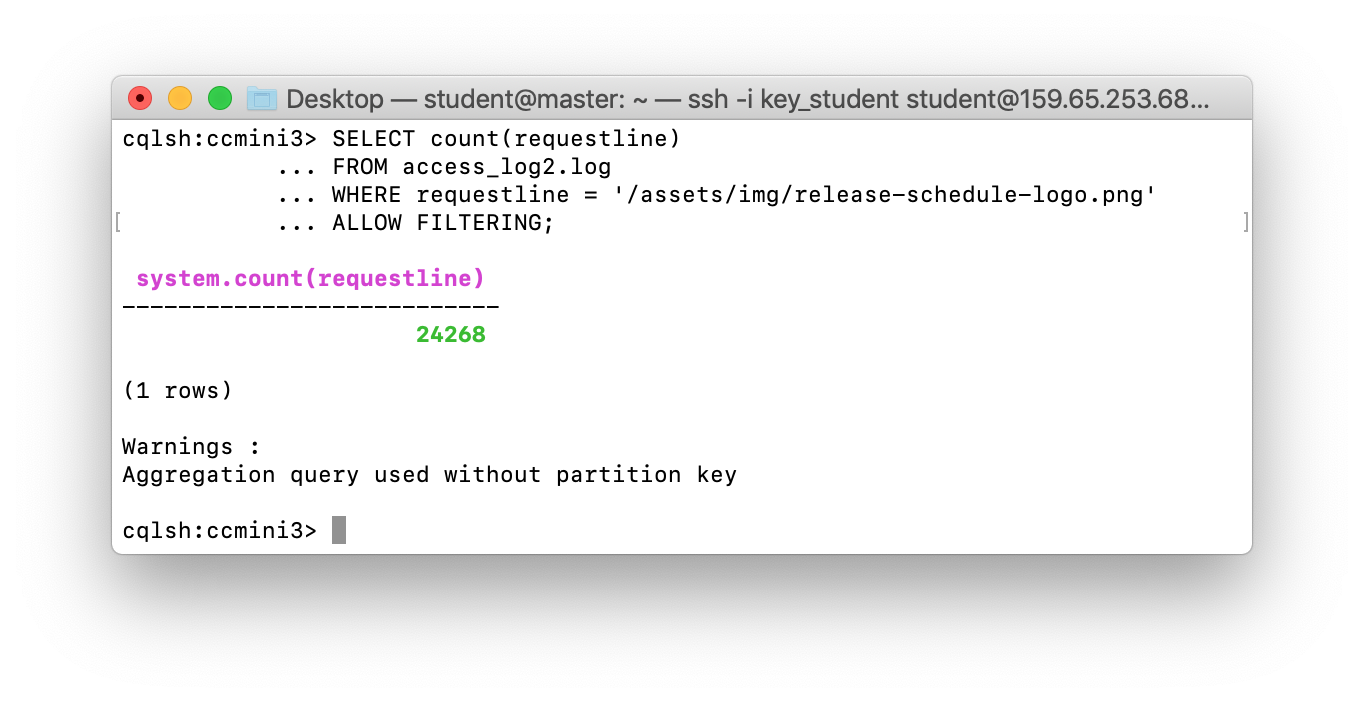 Desktop — student@master: ~ — ssh -i key_student student@159.65.253.68...
cqlsh:ccmini3> SELECT count(requestline)
... FROM access_log2.log
... WHERE requestline = '/assets/img/release-schedule-logo.png'
[ ... ALLOW FILTERING; ]
system.count(requestline)
---------------------------
24268
(1 rows)
Warnings :
Aggregation query used without partition key
cqlsh:ccmini3>